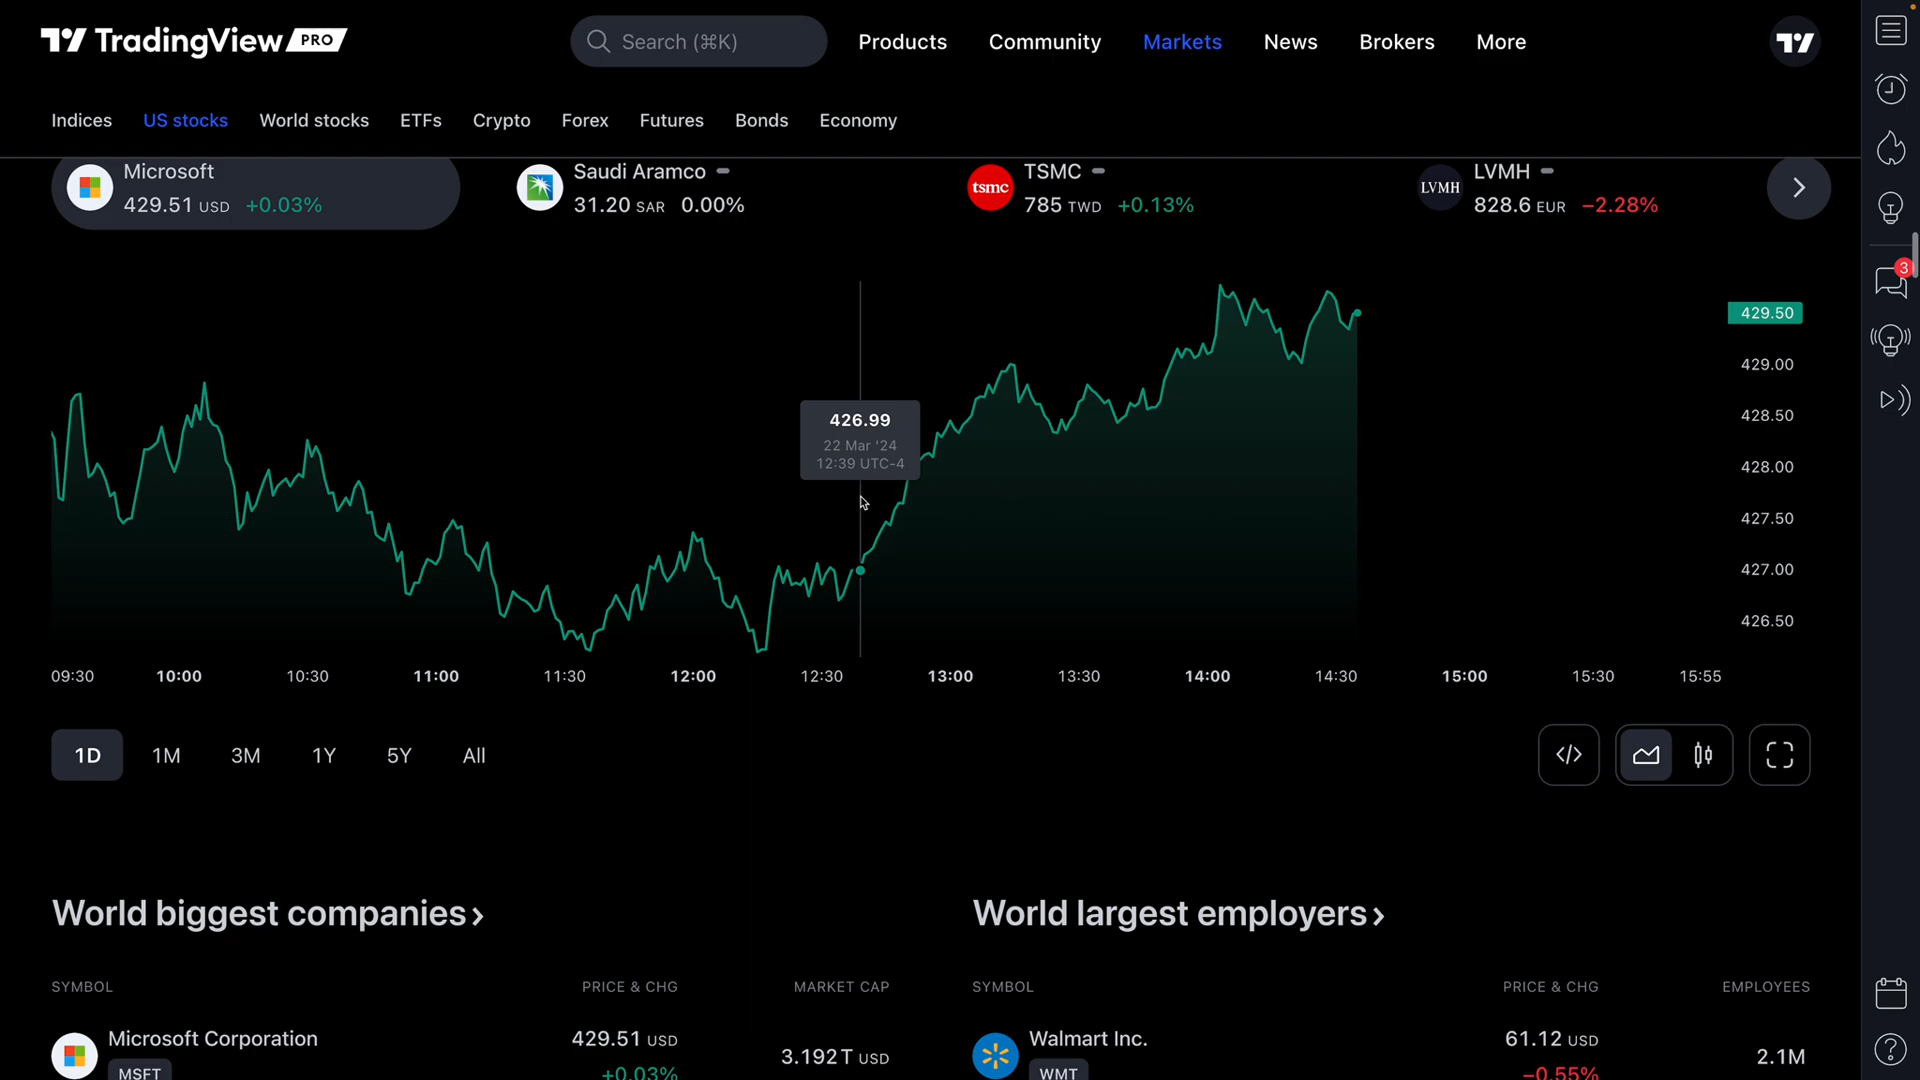 TradingView PRO
Search (⌘K)
Products Community Markets News Brokers More
Indices US stocks World stocks ETFs Crypto Forex Futures Bonds Economy
Microsoft
429.51 USD +0.03%
Saudi Aramco
31.20 SAR 0.00%
tsmc
TSMC
785 TWD +0.13%
LVMH
LVMH
828.6 EUR −2.28%
3
429.50
429.00
428.50
428.00
427.50
427.00
426.50
426.99
22 Mar '24
12:39 UTC-4
09:30 10:00 10:30 11:00 11:30 12:00 12:30 13:00 13:30 14:00 14:30 15:00 15:30 15:55
1D 1M 3M 1Y 5Y All
World biggest companies
SYMBOL PRICE & CHG MARKET CAP
Microsoft Corporation
MSFT
429.51 USD
+0.03%
3.192T USD
World largest employers
SYMBOL PRICE & CHG EMPLOYEES
Walmart Inc.
WMT
61.12 USD
−0.55%
2.1M